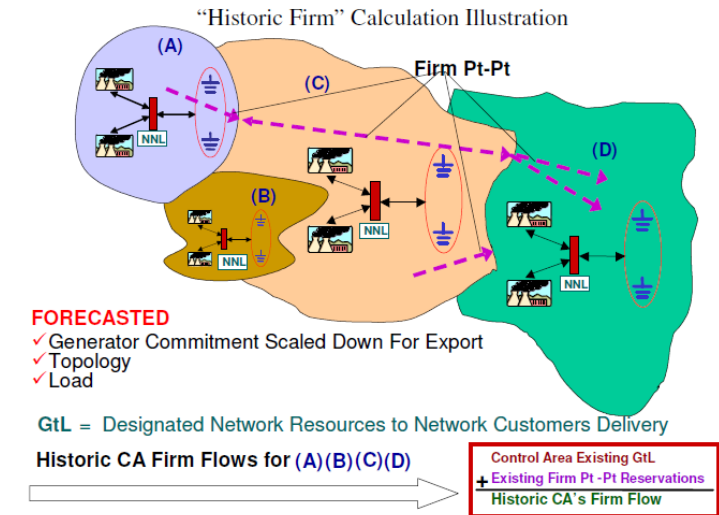 “Historic Firm” Calculation Illustration
(A)
Firm Pt-Pt
(C)
NNL
(D)
(B)
NNL
NNL
NNL
FORECASTED
✓Generator Commitment Scaled Down For Export
✓Topology
✓Load
GtL = Designated Network Resources to Network Customers Delivery
Historic CA Firm Flows for (A)(B)(C)(D)
Control Area Existing GtL
+ Existing Firm Pt -Pt Reservations
Historic CA's Firm Flow